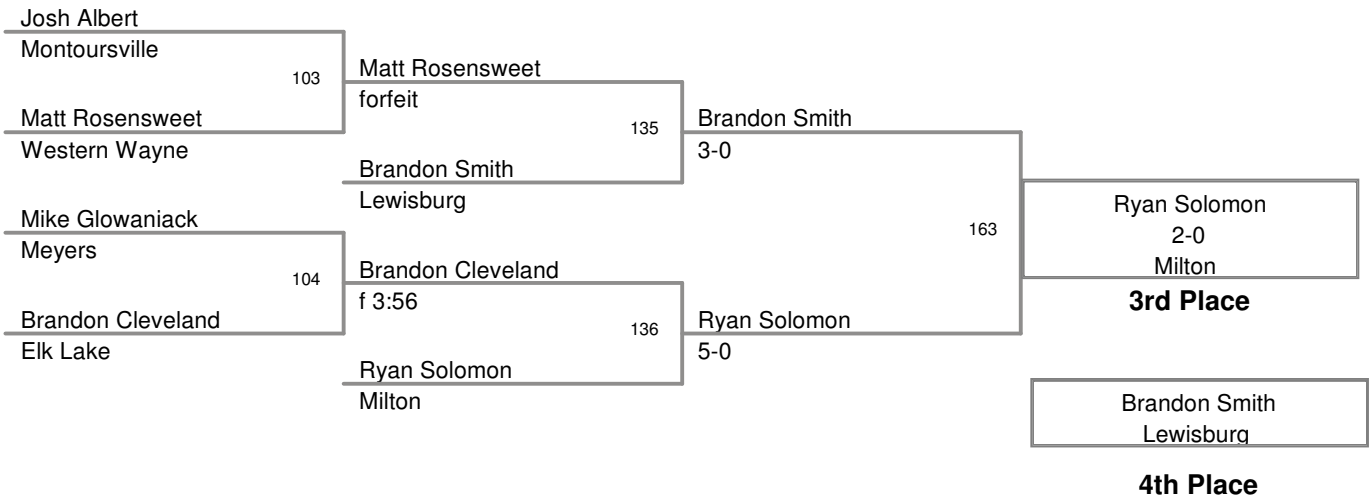 Josh Albert
Montoursville
103
Matt Rosensweet
forfeit
Matt Rosensweet
Western Wayne
135
Brandon Smith
3-0
Brandon Smith
Lewisburg
Mike Glowaniack
Meyers
163
Ryan Solomon
2-0
Milton
3rd Place
104
Brandon Cleveland
f 3:56
Brandon Cleveland
Elk Lake
136
Ryan Solomon
5-0
Ryan Solomon
Milton
Brandon Smith
Lewisburg
4th Place